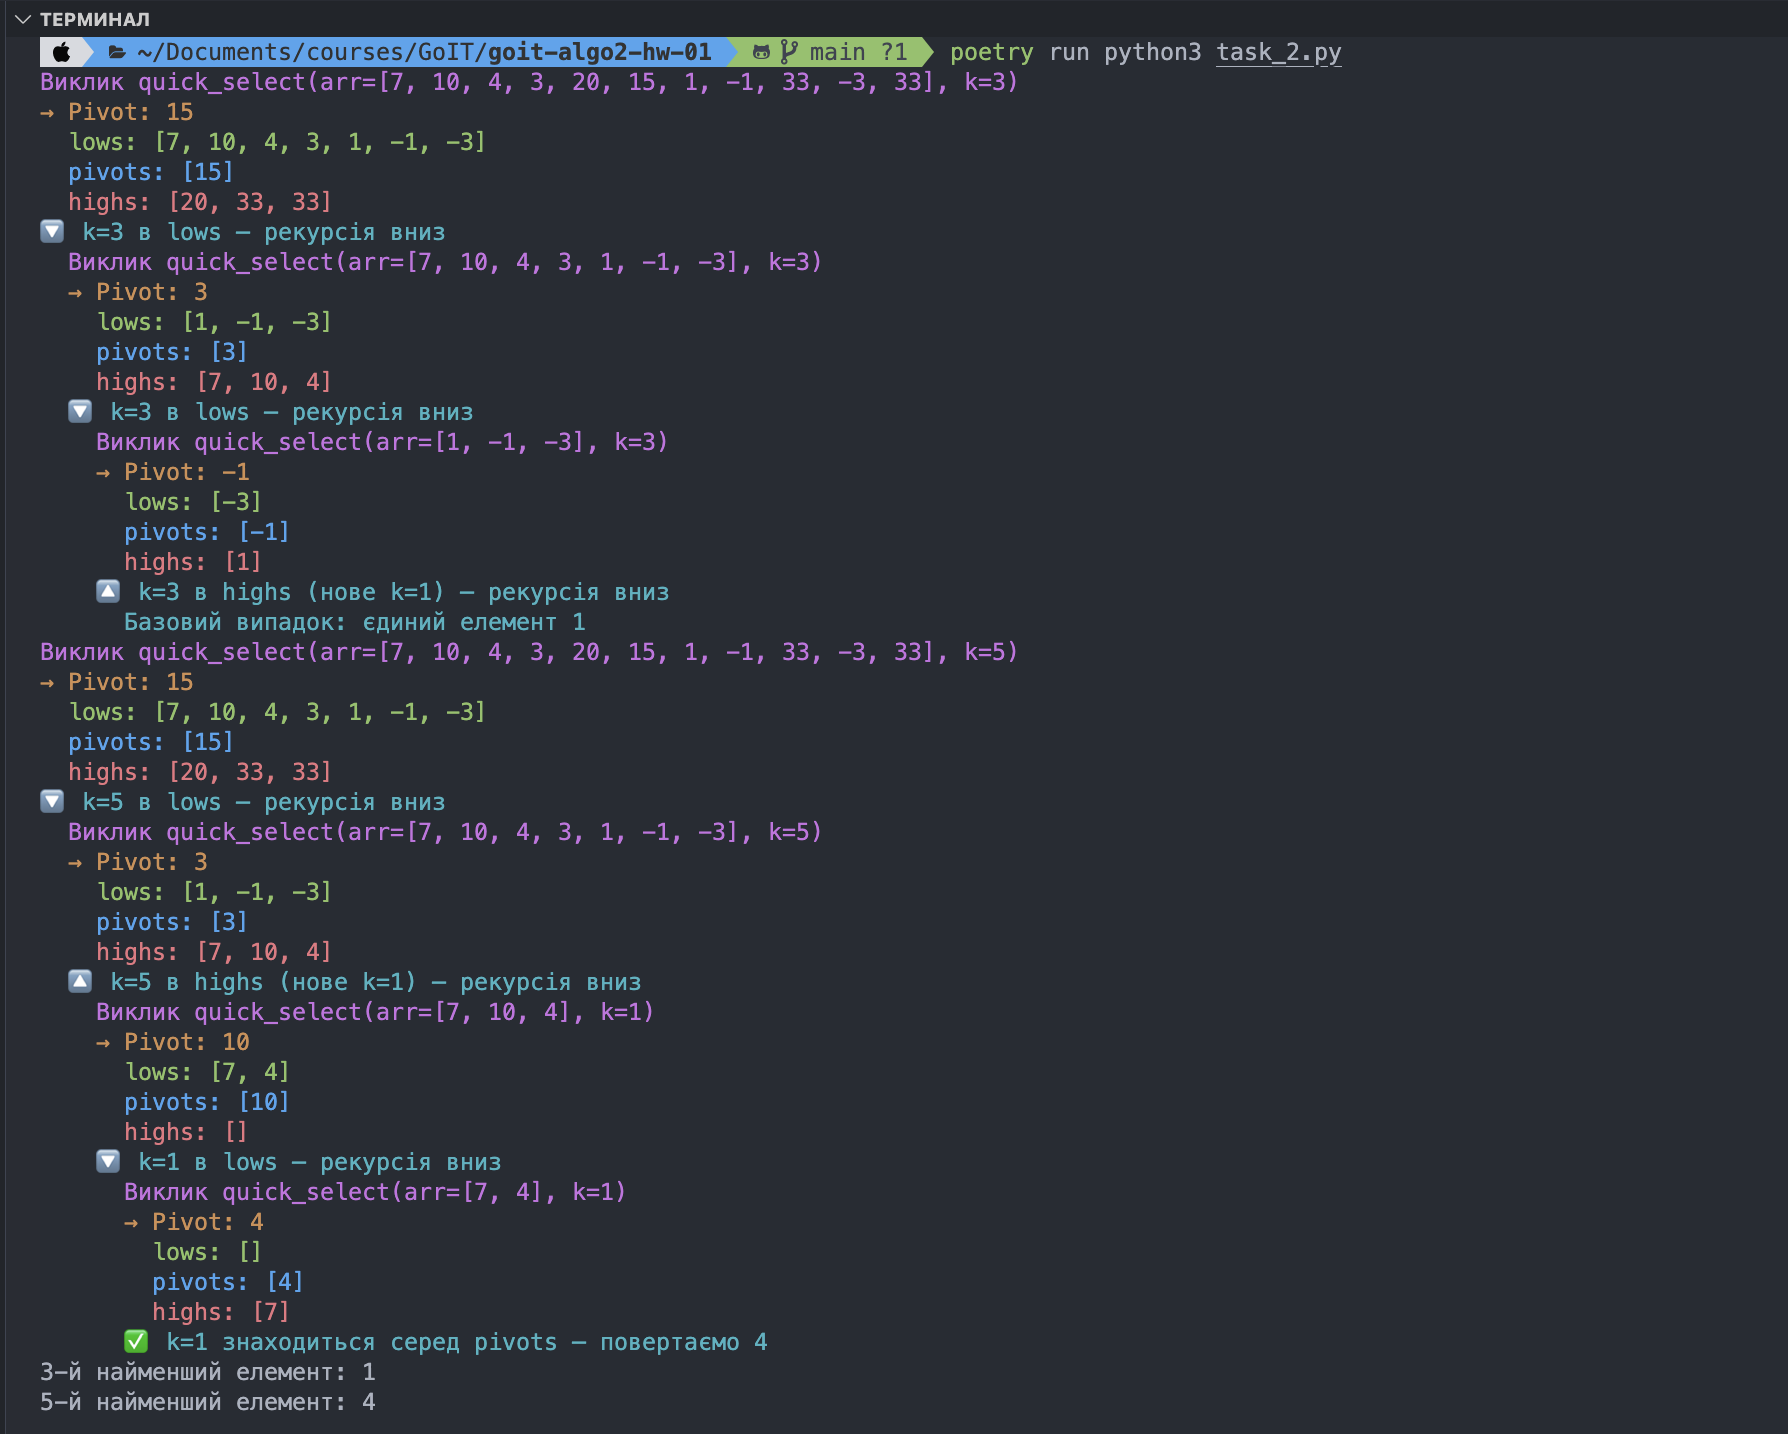 ТЕРМИНАЛ
~/Documents/courses/GoIT/goit-algo2-hw-01 main ?1 poetry run python3 task_2.py
Виклик quick_select(arr=[7, 10, 4, 3, 20, 15, 1, -1, 33, -3, 33], k=3)
→ Pivot: 15
lows: [7, 10, 4, 3, 1, -1, -3]
pivots: [15]
highs: [20, 33, 33]
🔽 k=3 в lows — рекурсія вниз
Виклик quick_select(arr=[7, 10, 4, 3, 1, -1, -3], k=3)
→ Pivot: 3
lows: [1, -1, -3]
pivots: [3]
highs: [7, 10, 4]
🔽 k=3 в lows — рекурсія вниз
Виклик quick_select(arr=[1, -1, -3], k=3)
→ Pivot: -1
lows: [-3]
pivots: [-1]
highs: [1]
🔼 k=3 в highs (нове k=1) — рекурсія вниз
Базовий випадок: єдиний елемент 1
Виклик quick_select(arr=[7, 10, 4, 3, 20, 15, 1, -1, 33, -3, 33], k=5)
→ Pivot: 15
lows: [7, 10, 4, 3, 1, -1, -3]
pivots: [15]
highs: [20, 33, 33]
🔽 k=5 в lows — рекурсія вниз
Виклик quick_select(arr=[7, 10, 4, 3, 1, -1, -3], k=5)
→ Pivot: 3
lows: [1, -1, -3]
pivots: [3]
highs: [7, 10, 4]
🔼 k=5 в highs (нове k=1) — рекурсія вниз
Виклик quick_select(arr=[7, 10, 4], k=1)
→ Pivot: 10
lows: [7, 4]
pivots: [10]
highs: []
🔽 k=1 в lows — рекурсія вниз
Виклик quick_select(arr=[7, 4], k=1)
→ Pivot: 4
lows: []
pivots: [4]
highs: [7]
✅ k=1 знаходиться серед pivots — повертаємо 4
3-й найменший елемент: 1
5-й найменший елемент: 4